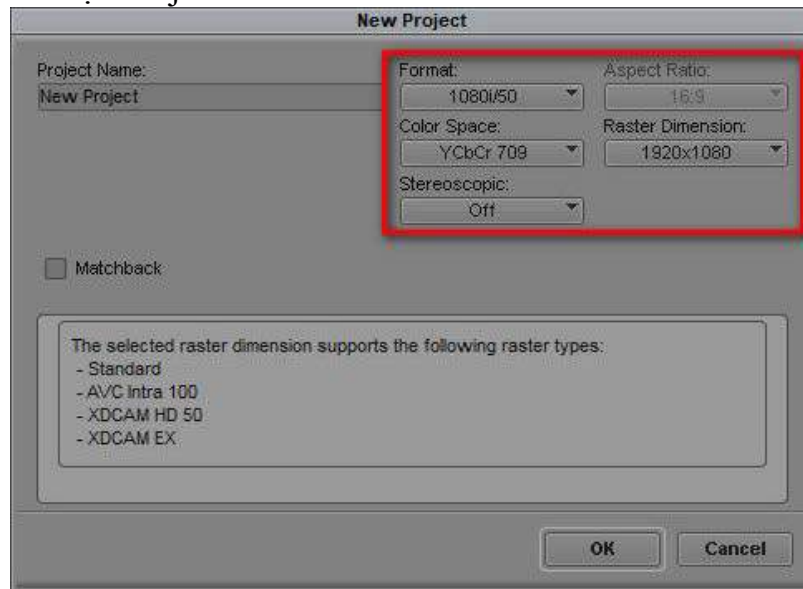 New Project
Project Name:
New Project
Format:
Aspect Ratio:
1080i/50
16:9
Color Space:
Raster Dimension:
YCbCr 709
1920x1080
Stereoscopic:
Off
Matchback
The selected raster dimension supports the following raster types:
- Standard
- AVC Intra 100
- XDCAM HD 50
- XDCAM EX
OK
Cancel